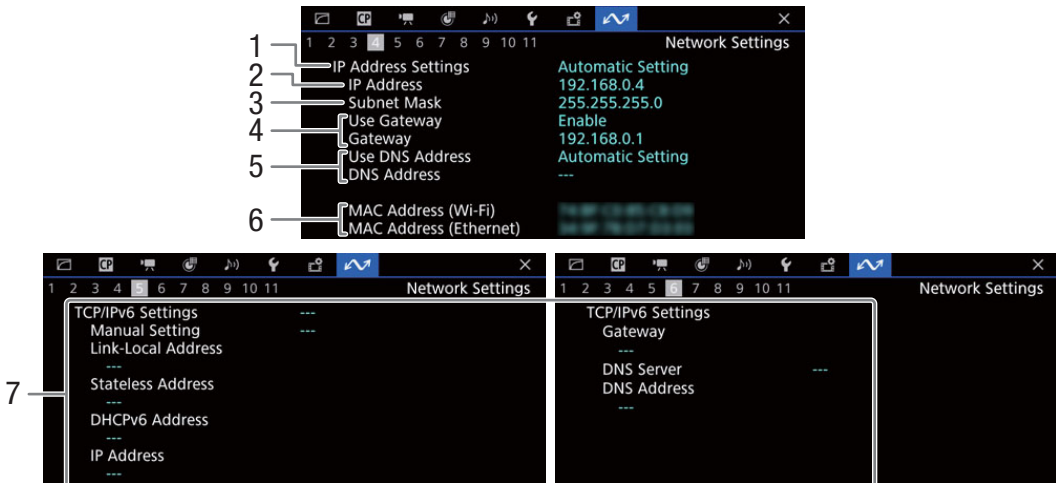 CP
1 2 3 4 5 6 7 8 9 10 11 Network Settings
1 IP Address Settings Automatic Setting
2 IP Address 192.168.0.4
3 Subnet Mask 255.255.255.0
4 Use Gateway Enable
Gateway 192.168.0.1
5 Use DNS Address Automatic Setting
DNS Address ---
6 MAC Address (Wi-Fi)
MAC Address (Ethernet)
CP
1 2 3 4 5 6 7 8 9 10 11 Network Settings
7
TCP/IPv6 Settings ---
Manual Setting ---
Link-Local Address
---
Stateless Address
---
DHCPv6 Address
---
IP Address
---
CP
1 2 3 4 5 6 7 8 9 10 11 Network Settings
TCP/IPv6 Settings
Gateway
---
DNS Server ---
DNS Address
---